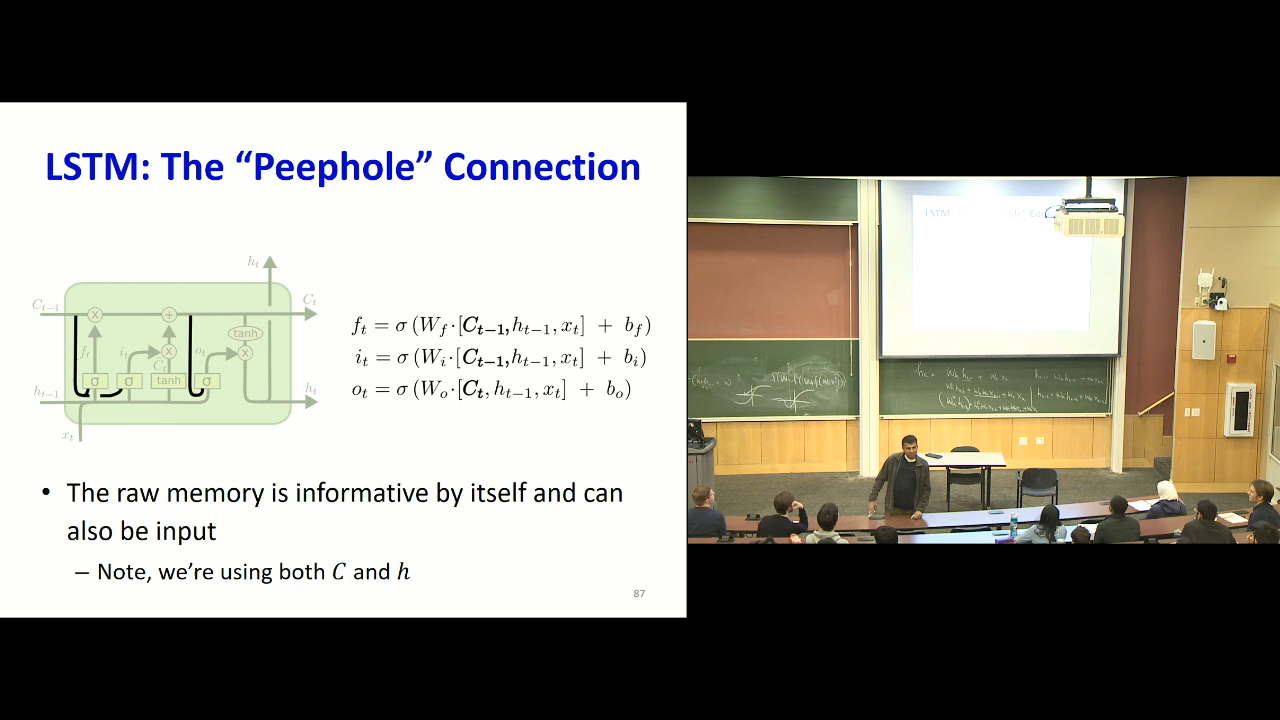 LSTM: The “Peephole” Connection
h_t
C_{t-1}
C_t
x
+
tanh
f_t
i_t
x
o_t
x
C̃_t
σ
σ
tanh
σ
h_{t-1}
h_t
x_t
f_t = σ (W_f · [C_{t-1}, h_{t-1}, x_t] + b_f)
i_t = σ (W_i · [C_{t-1}, h_{t-1}, x_t] + b_i)
o_t = σ (W_o · [C_t, h_{t-1}, x_t] + b_o)
• The raw memory is informative by itself and can
also be input
– Note, we’re using both C and h
87